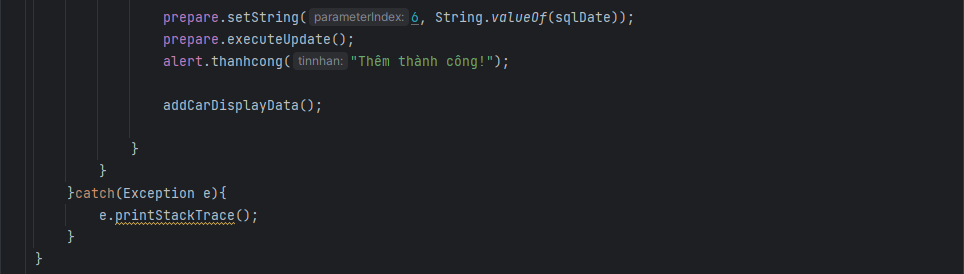 prepare.setString( parameterIndex: 6, String.valueOf(sqlDate));
prepare.executeUpdate();
alert.thanhcong( tinnhan: "Thêm thành công!");
addCarDisplayData();
}
}
}catch(Exception e){
e.printStackTrace();
}
}